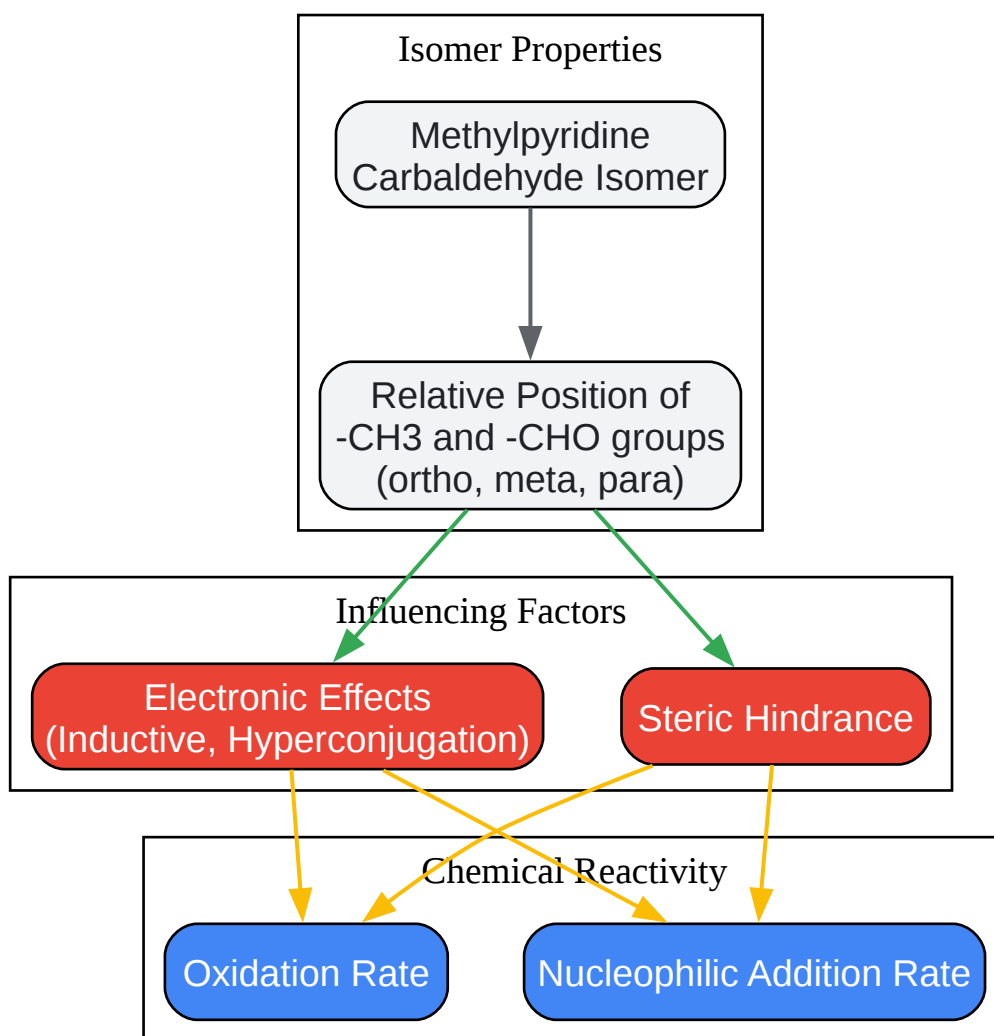 Isomer Properties
Methylpyridine
Carbaldehyde Isomer
Relative Position of
-CH3 and -CHO groups
(ortho, meta, para)
Influencing Factors
Electronic Effects
(Inductive, Hyperconjugation)
Steric Hindrance
Chemical Reactivity
Oxidation Rate
Nucleophilic Addition Rate